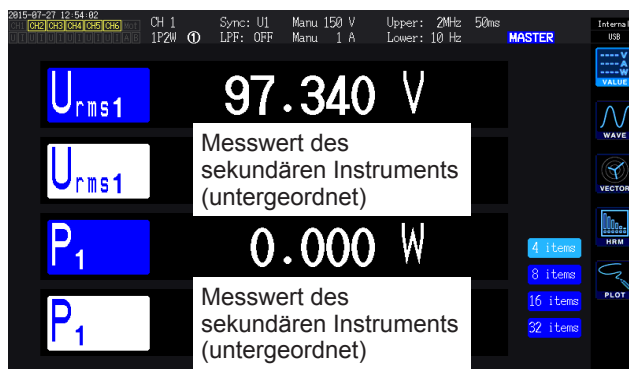 2015-07-27 12:54:02
CH1 CH2 CH3 CH4 CH5 CH6 Mot
U I U I U I U I U I U I A B
CH 1 Sync: U1 Manu 150 V Upper: 2MHz 50ms
1P2W ① LPF: OFF Manu 1 A Lower: 10 Hz MASTER
Internal
USB
Urms1 97.340 V
Urms1 Messwert des
sekundären Instruments
(untergeordnet)
P1 0.000 W
P1 Messwert des
sekundären Instruments
(untergeordnet)
4 items
8 items
16 items
32 items
V
A
W
VALUE
WAVE
VECTOR
HRM
PLOT